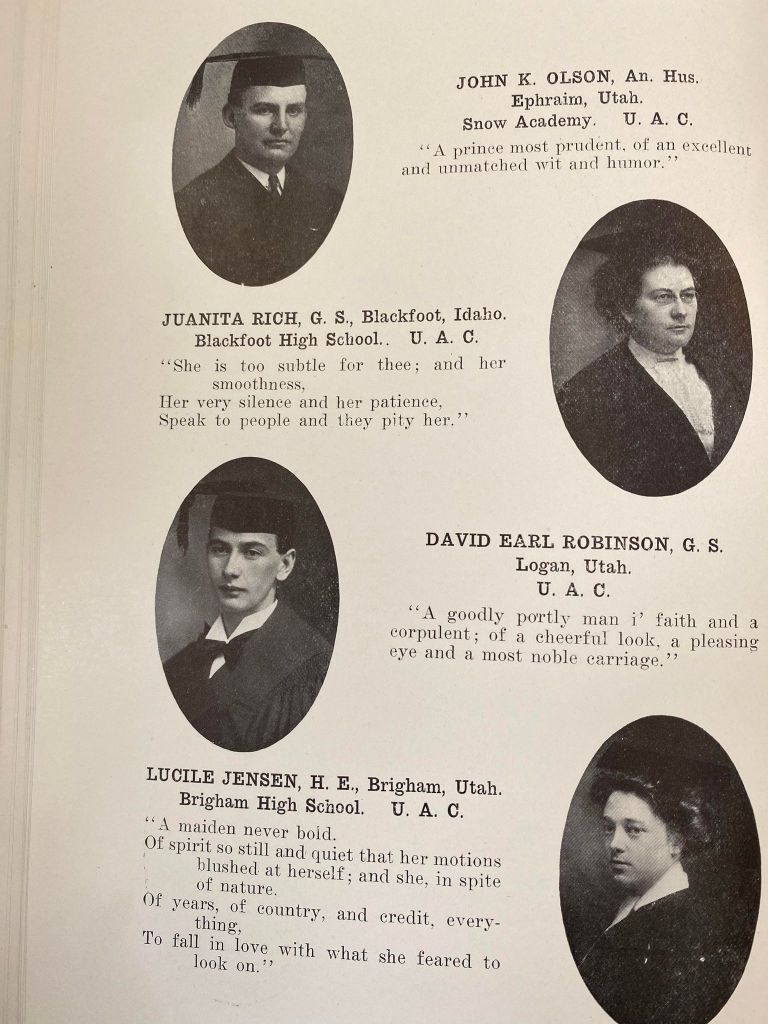 JOHN K. OLSON, An. Hus.
Ephraim, Utah.
Snow Academy. U. A. C.
"A prince most prudent, of an excellent
and unmatched wit and humor."
JUANITA RICH, G. S., Blackfoot, Idaho.
Blackfoot High School.. U. A. C.
"She is too subtle for thee; and her
smoothness,
Her very silence and her patience,
Speak to people and they pity her."
DAVID EARL ROBINSON, G. S.
Logan, Utah.
U. A. C.
"A goodly portly man i' faith and a
corpulent; of a cheerful look, a pleasing
eye and a most noble carriage."
LUCILE JENSEN, H. E., Brigham, Utah.
Brigham High School. U. A. C.
"A maiden never bold.
Of spirit so still and quiet that her motions
blushed at herself; and she, in spite
of nature.
Of years, of country, and credit, every-
thing,
To fall in love with what she feared to
look on."